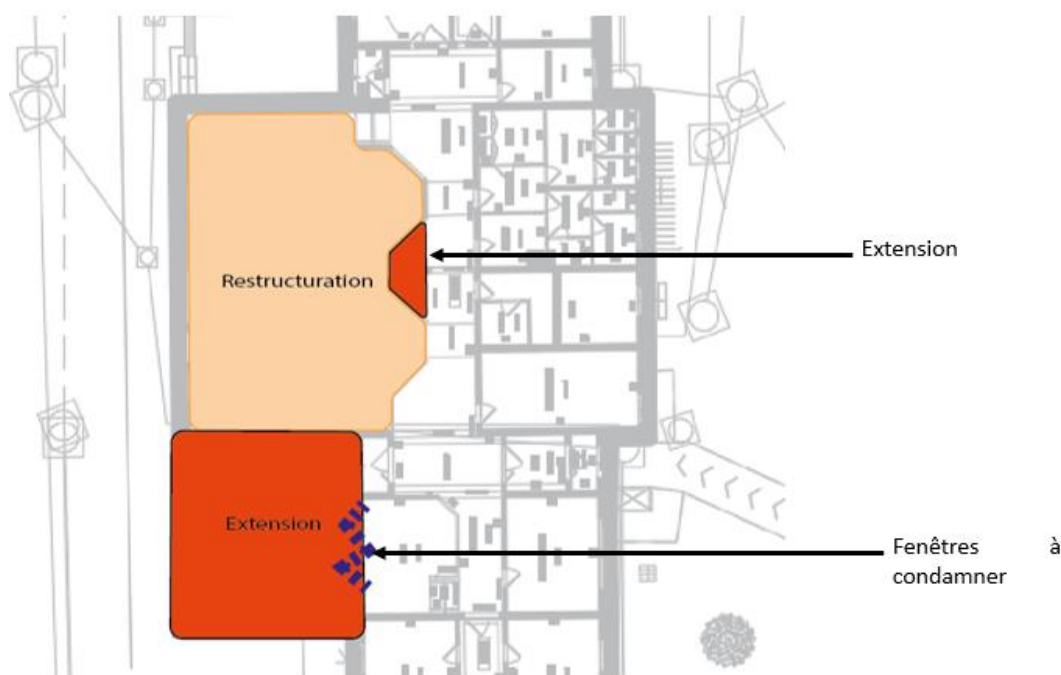 Extension
Restructuration
Extension
Fenêtres à
condamner